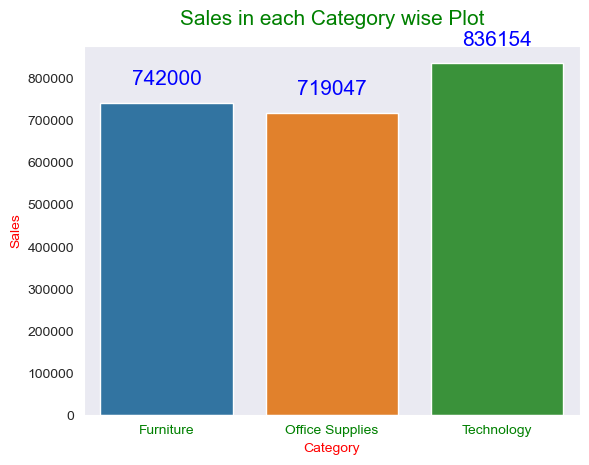 Sales in each Category wise Plot
836154
742000
719047
800000
700000
600000
500000
400000
300000
200000
100000
0
Sales
Furniture
Office Supplies
Technology
Category